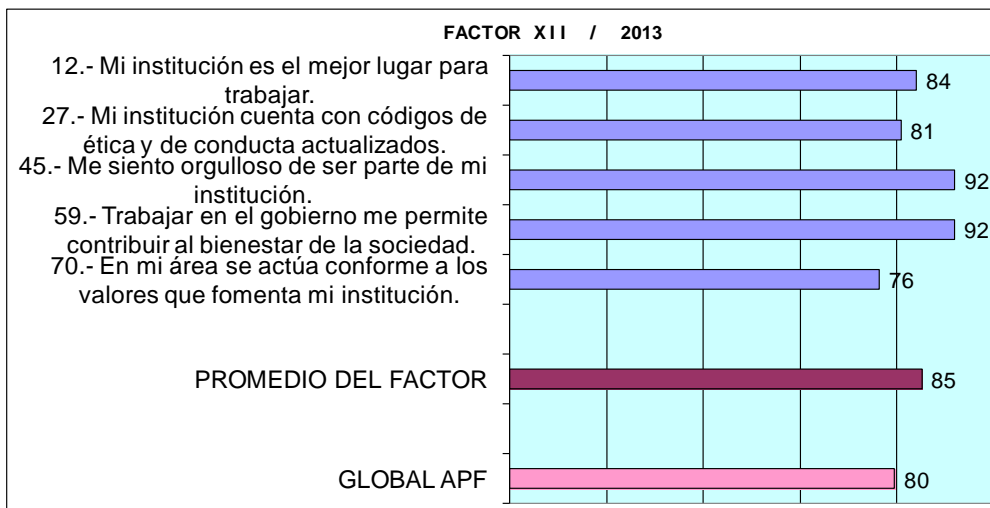 FACTOR XII / 2013
12.- Mi institución es el mejor lugar para
trabajar.
84
27.- Mi institución cuenta con códigos de
ética y de conducta actualizados.
81
45.- Me siento orgulloso de ser parte de mi
institución.
92
59.- Trabajar en el gobierno me permite
contribuir al bienestar de la sociedad.
92
70.- En mi área se actúa conforme a los
valores que fomenta mi institución.
76
PROMEDIO DEL FACTOR
85
GLOBAL APF
80